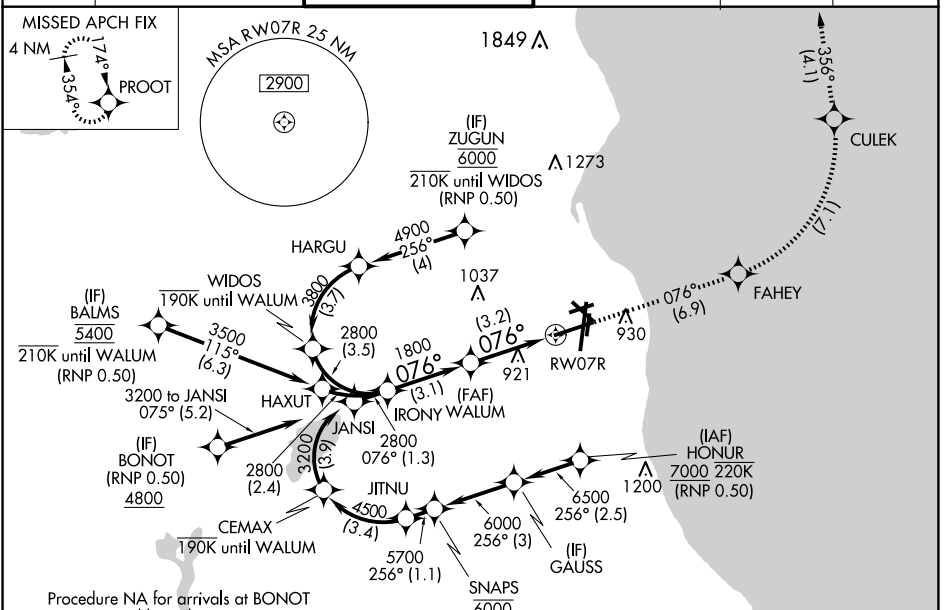 MISSED APCH FIX
4 NM
174°
354°
PROOT
MSA RW07R 25 NM
2900
1849
356°
(4.1)
CULEK
(IF)
ZUGUN
6000
210K until WIDOS
(RNP 0.50)
1273
(7.7)
HARGU
4900
256°
(4)
WIDOS
190K until WALUM
3800
(3.7)
1037
FAHEY
076°
(6.9)
(IF)
BALMS
5400
210K until WALUM
(RNP 0.50)
3500
115°
(6.3)
2800
(3.5)
1800
076°
(3.1)
(3.2)
076°
921
930
RW07R
3200 to JANSI
075° (5.2)
HAXUT
JANSI
IRONY
(FAF)
WALUM
2800
076° (1.3)
(IF)
BONOT
(RNP 0.50)
4800
2800
(2.4)
3200
(3.9)
JITNU
(IAF)
HONUR
7000 220K
(RNP 0.50)
1200
CEMAX
190K until WALUM
4500
(3.4)
6500
256° (2.5)
6000
256° (3)
(IF)
GAUSS
5700
256° (1.1)
SNAPS
6000
Procedure NA for arrivals at BONOT